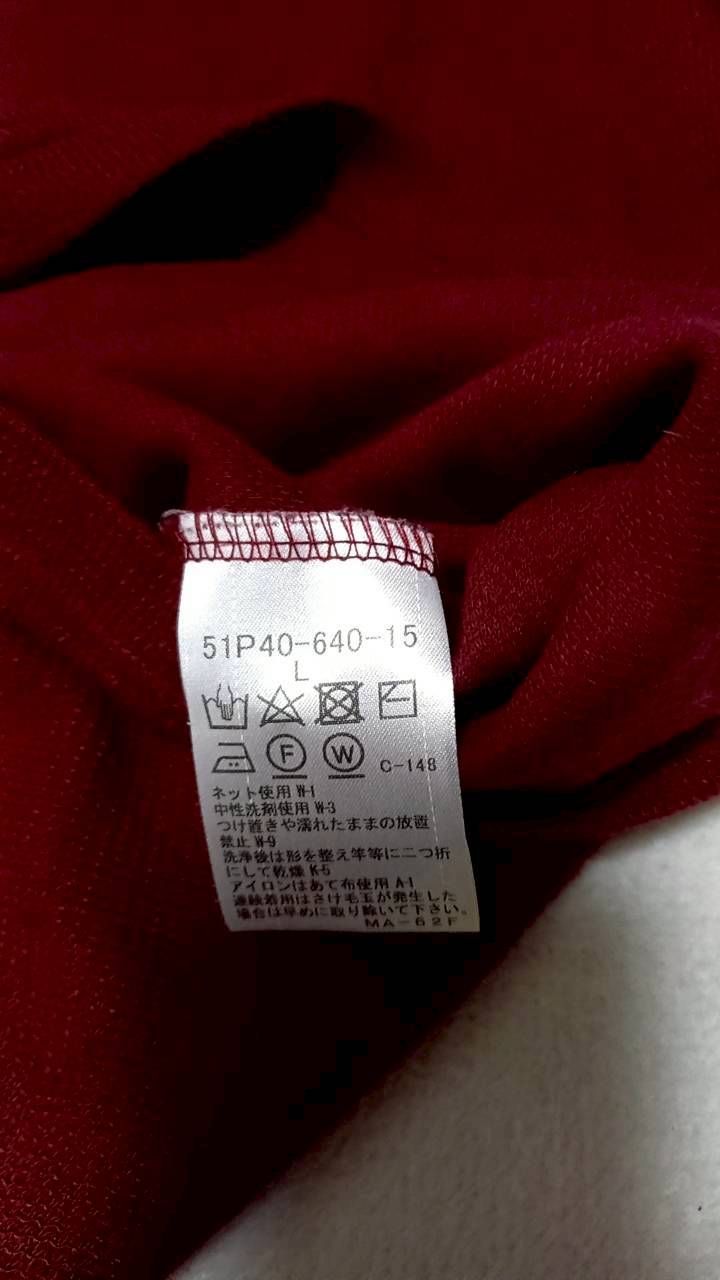 51P40-640-15
L
F W C-148
ネット使用 W-1
中性洗剤使用 W-3
つけ置きや濡れたままの放置
禁止 W-9
洗浄後は形を整え竿等に二つ折
にして乾燥 K-5
アイロンはあて布使用 A-1
連続着用はさけ毛玉が発生した
場合は早めに取り除いて下さい。
MA-62F